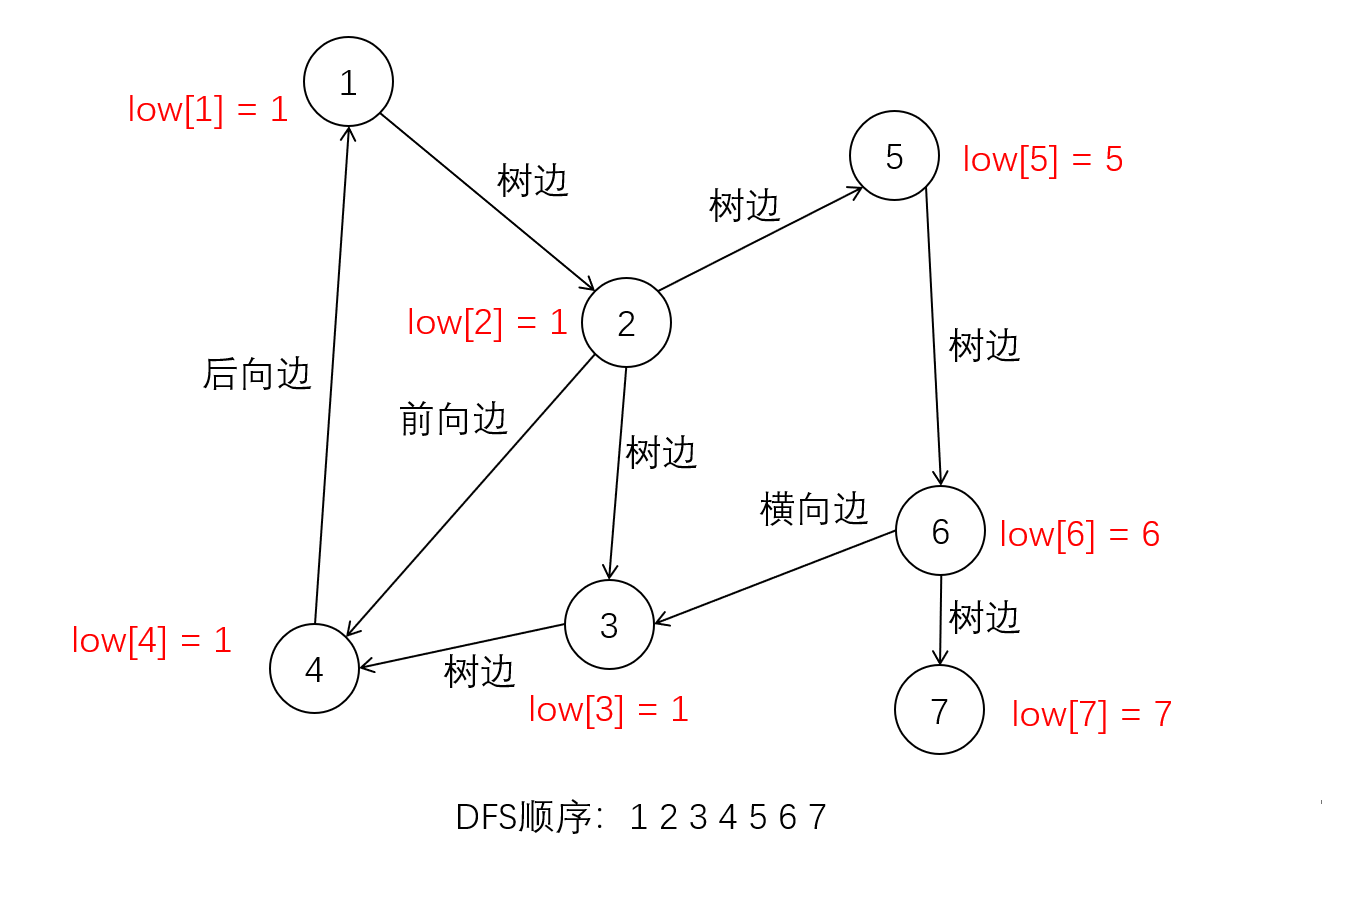 1
low[1] = 1
树边
5
low[5] = 5
树边
low[2] = 1
2
树边
后向边
前向边
树边
横向边
6
low[6] = 6
树边
3
low[4] = 1
4
树边
low[3] = 1
7
low[7] = 7
DFS顺序：1 2 3 4 5 6 7